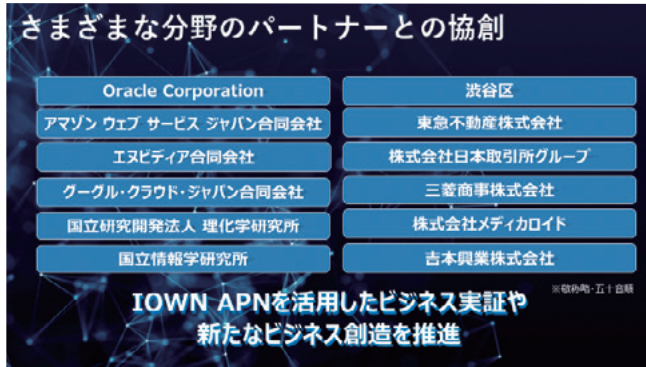 さまざまな分野のパートナーとの協創
Oracle Corporation
アマゾン ウェブ サービス ジャパン合同会社
エヌビディア合同会社
グーグル・クラウド・ジャパン合同会社
国立研究開発法人 理化学研究所
国立情報学研究所
渋谷区
東急不動産株式会社
株式会社日本取引所グループ
三菱商事株式会社
株式会社メディカロイド
吉本興業株式会社
※敬称略・五十音順
IOWN APNを活用したビジネス実証や
新たなビジネス創造を推進